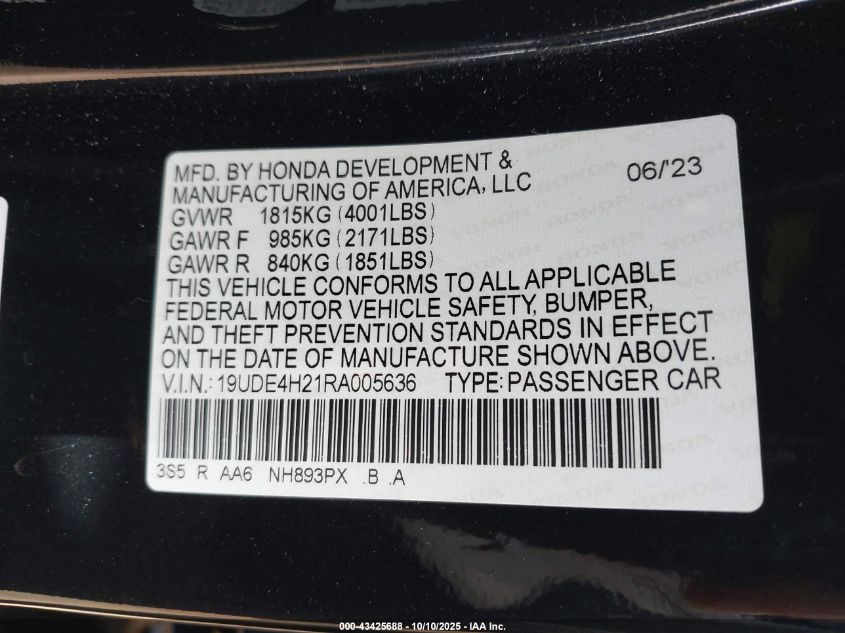 MFD. BY HONDA DEVELOPMENT &
MANUFACTURING OF AMERICA, LLC 06/'23
GVWR 1815KG (4001LBS)
GAWR F 985KG (2171LBS)
GAWR R 840KG (1851LBS)
THIS VEHICLE CONFORMS TO ALL APPLICABLE
FEDERAL MOTOR VEHICLE SAFETY, BUMPER,
AND THEFT PREVENTION STANDARDS IN EFFECT
ON THE DATE OF MANUFACTURE SHOWN ABOVE.
V.I.N.: 19UDE4H21RA005636 TYPE: PASSENGER CAR
3S5 R AA6 NH893PX .B .A
000-43425688 - 10/10/2025 - IAA Inc.